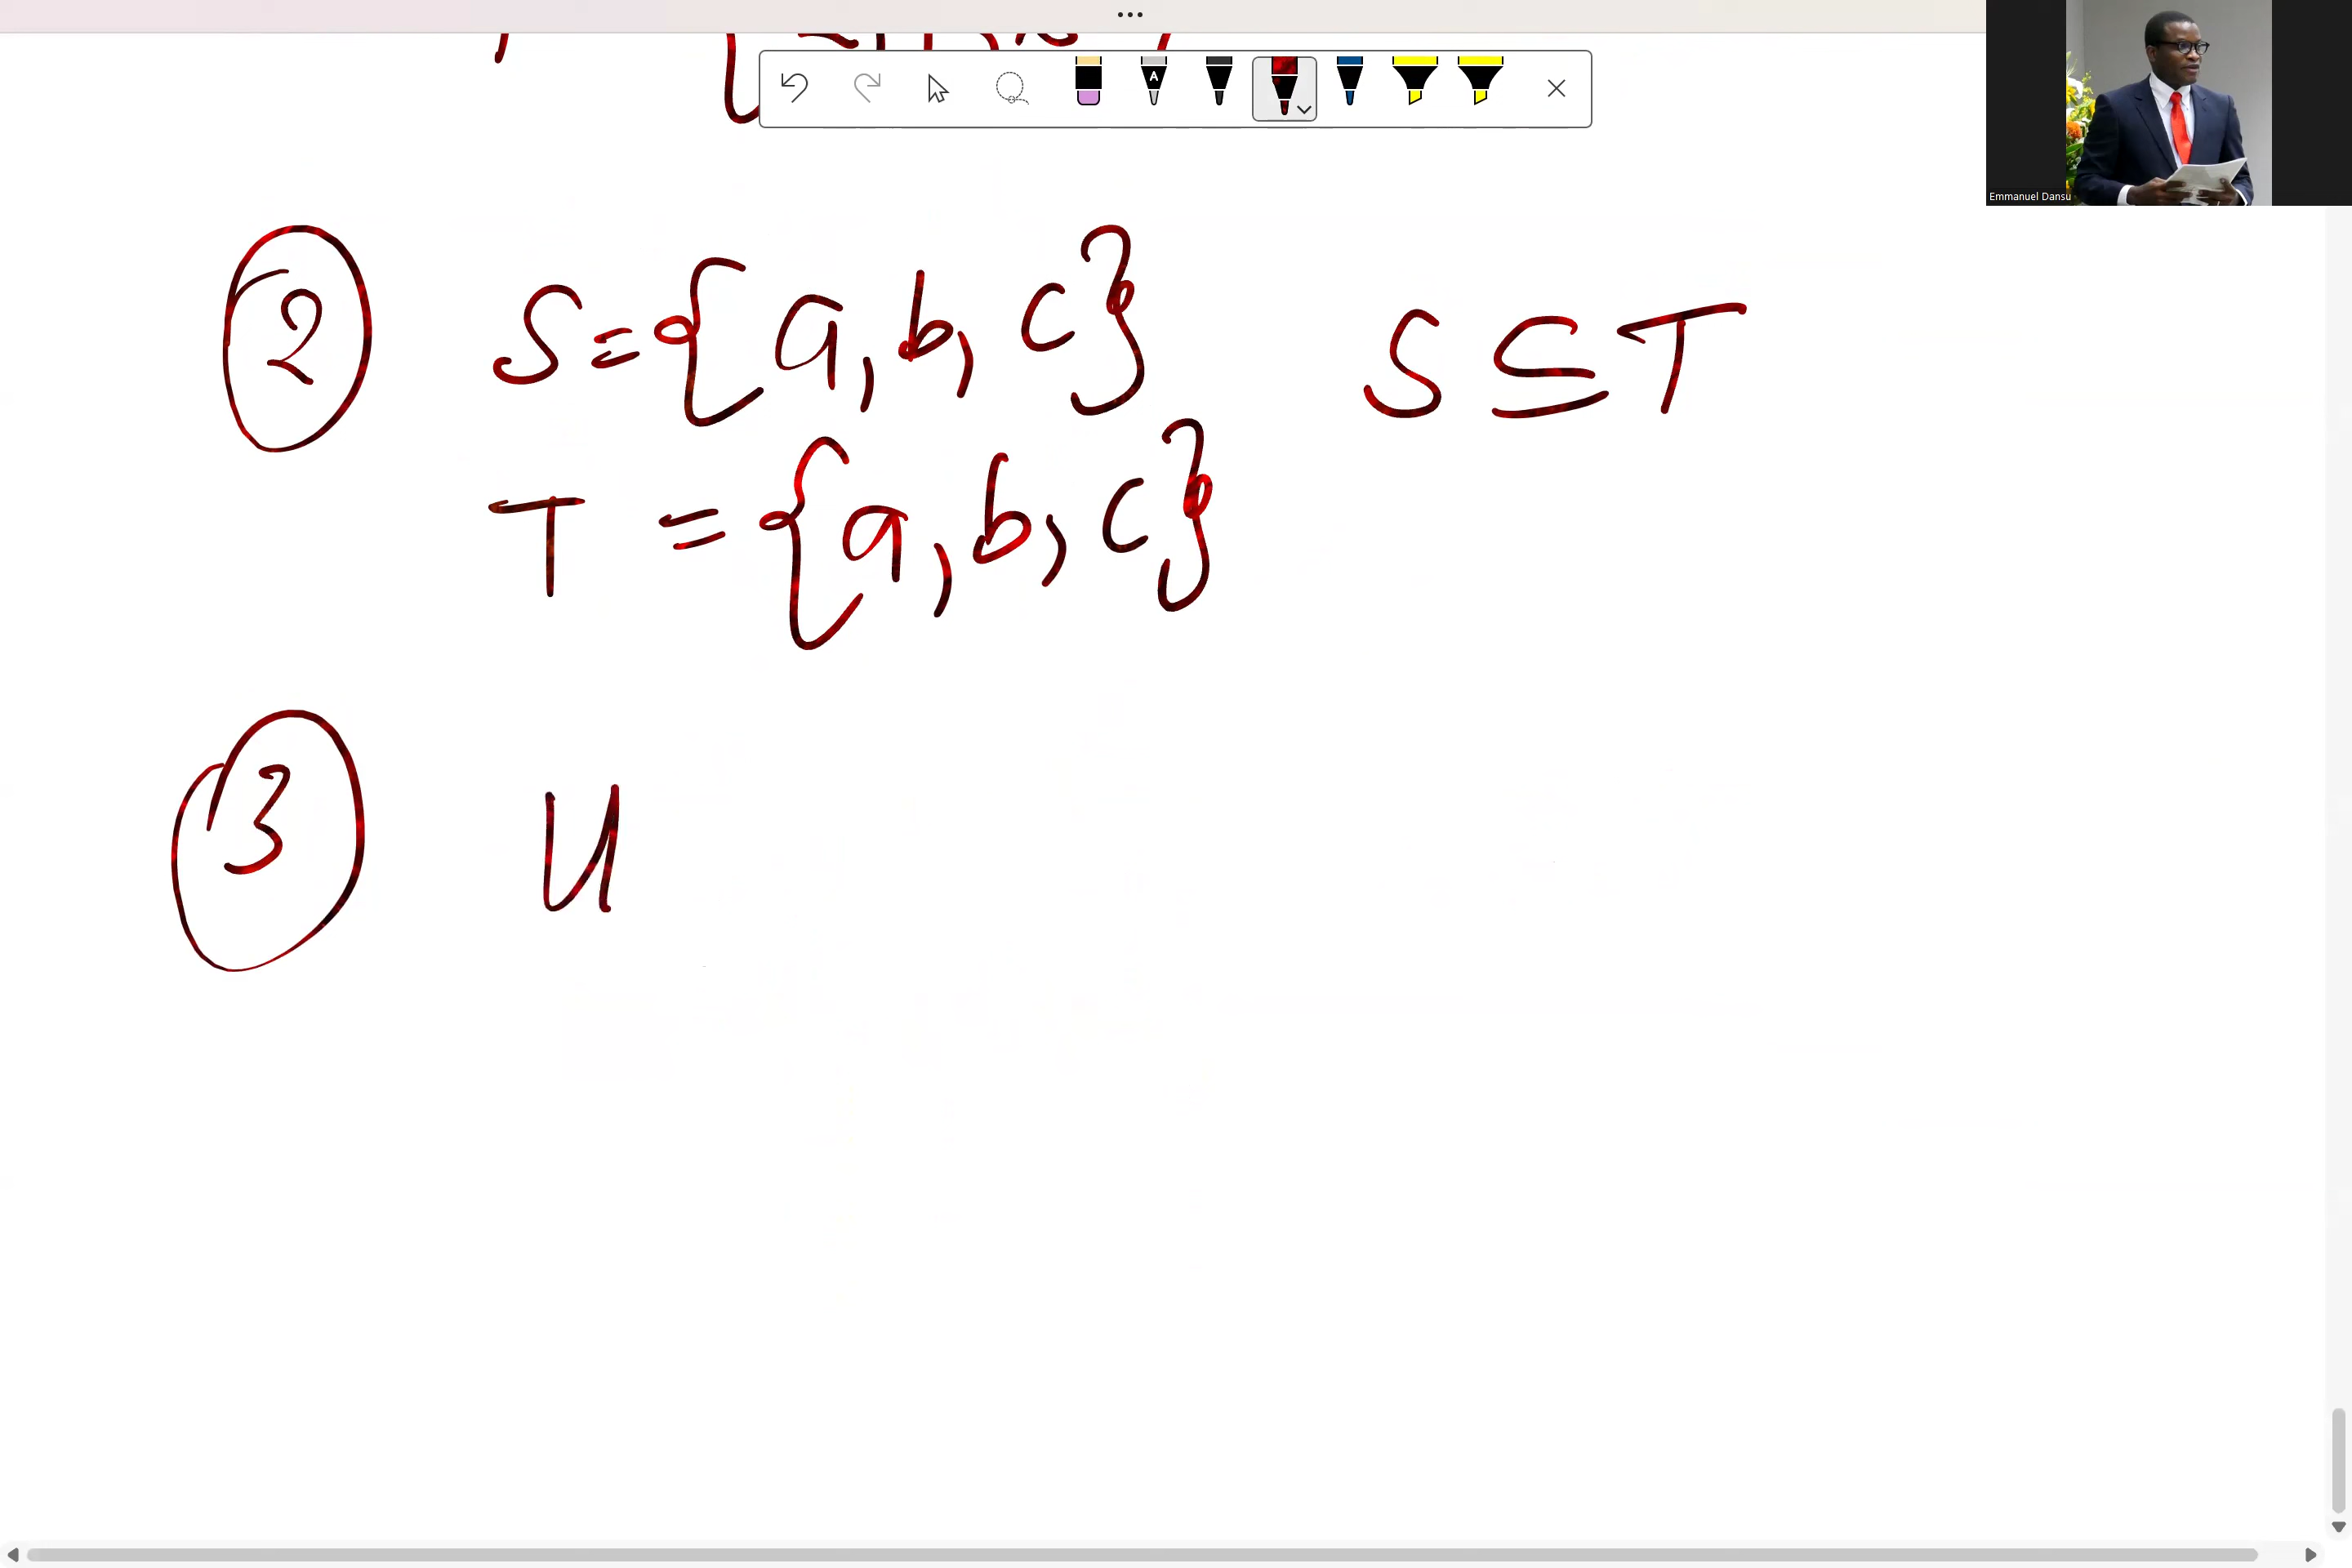 Emmanuel Dansu
② S={a, b, c} S ⊆ T
T = {a, b, c}
③ U